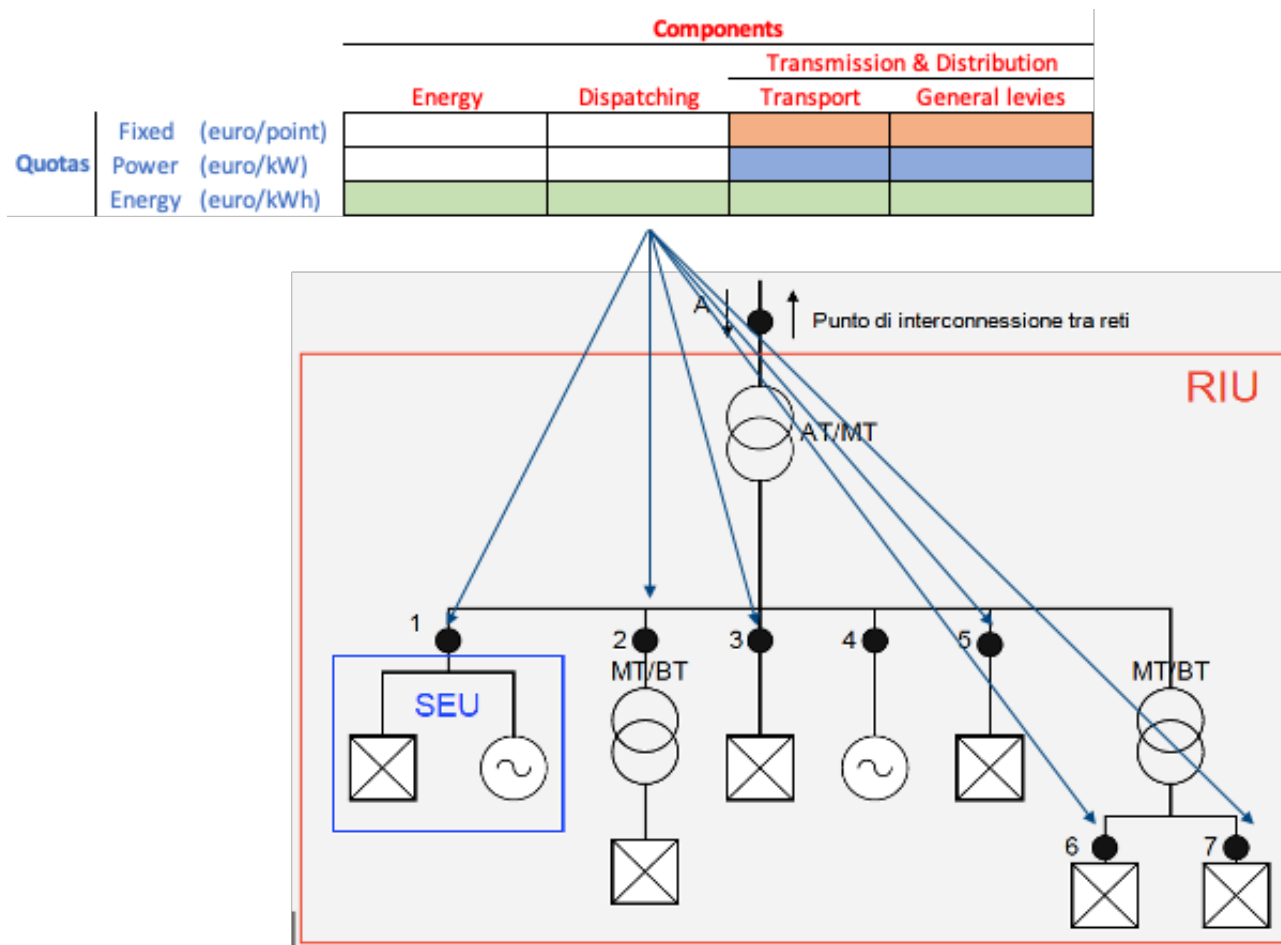 Components
Transmission & Distribution
Energy Dispatching Transport General levies
Fixed (euro/point)
Quotas Power (euro/kW)
Energy (euro/kWh)
A
Punto di interconnessione tra reti
RIU
AT/MT
1 2 3 4 5
MT/BT MT/BT
SEU
6 7